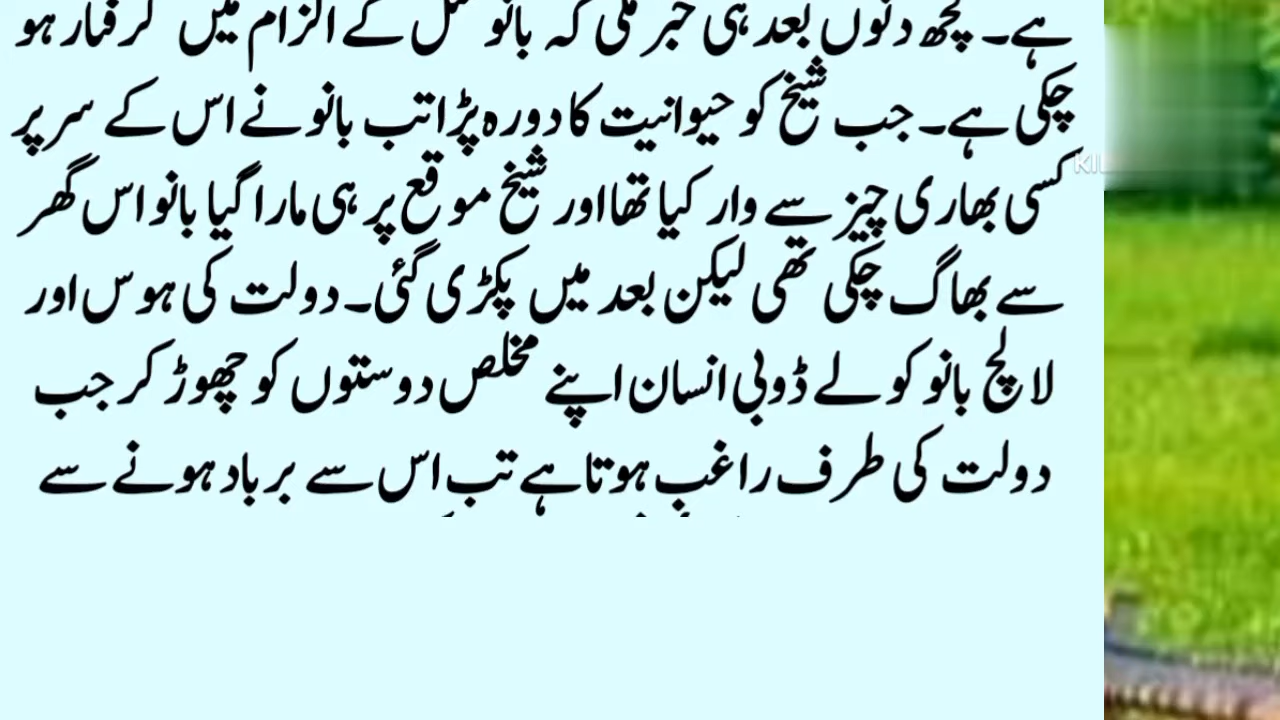 ہے۔ کچھ دنوں بعد ہی خبر ملی کہ بانو قتل کے الزام میں گرفتار ہو
چکی ہے۔ جب شیخ کو حیوانیت کا دورہ پڑا تب بانو نے اس کے سر پر
کسی بھاری چیز سے وار کیا تھا اور شیخ موقع پر ہی مارا گیا بانو اس گھر
سے بھاگ چکی تھی لیکن بعد میں پکڑی گئی۔ دولت کی ہوس اور
لالچ بانو کو لے ڈوبی انسان اپنے مخلص دوستوں کو چھوڑ کر جب
دولت کی طرف راغب ہوتا ہے تب اس سے برباد ہونے سے